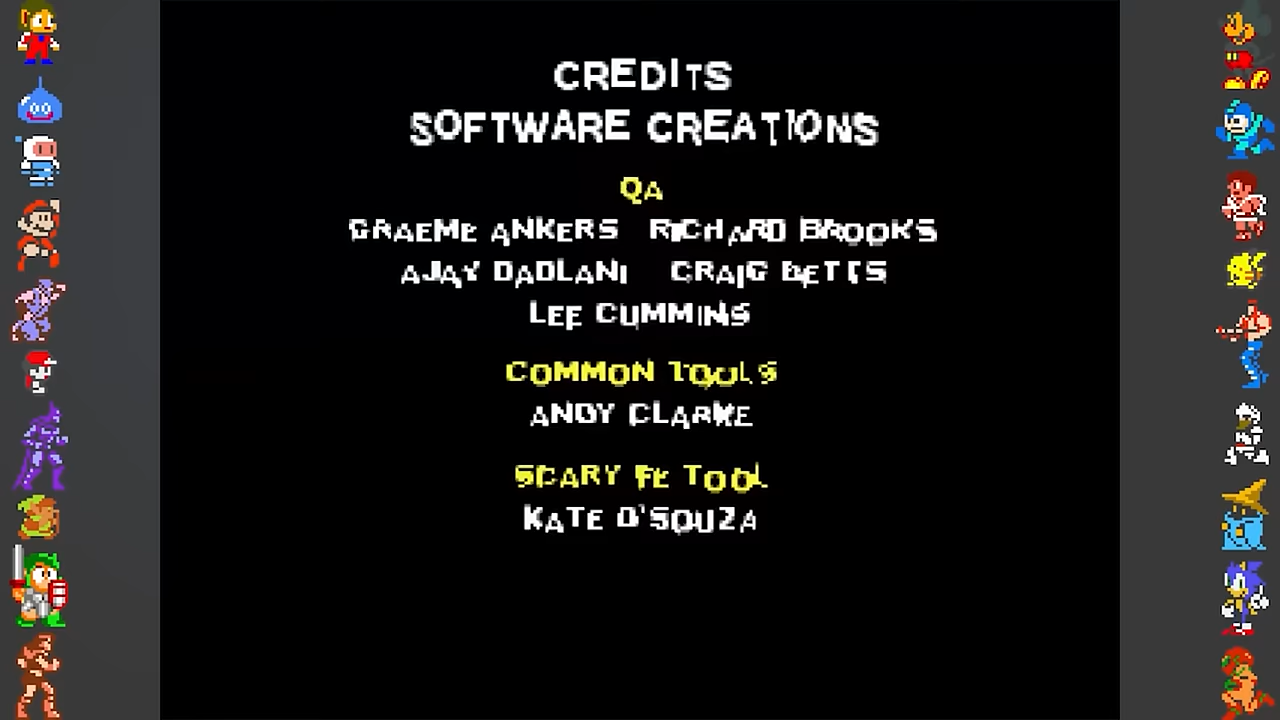 CREDITS
SOFTWARE CREATIONS
QA
GRAEME ANKERS RICHARD BROOKS
AJAY DADLANI CRAIG BETTS
LEE CUMMINS
COMMON TOOLS
ANDY CLARKE
SCARY FE TOOL
KATE D'SOUZA